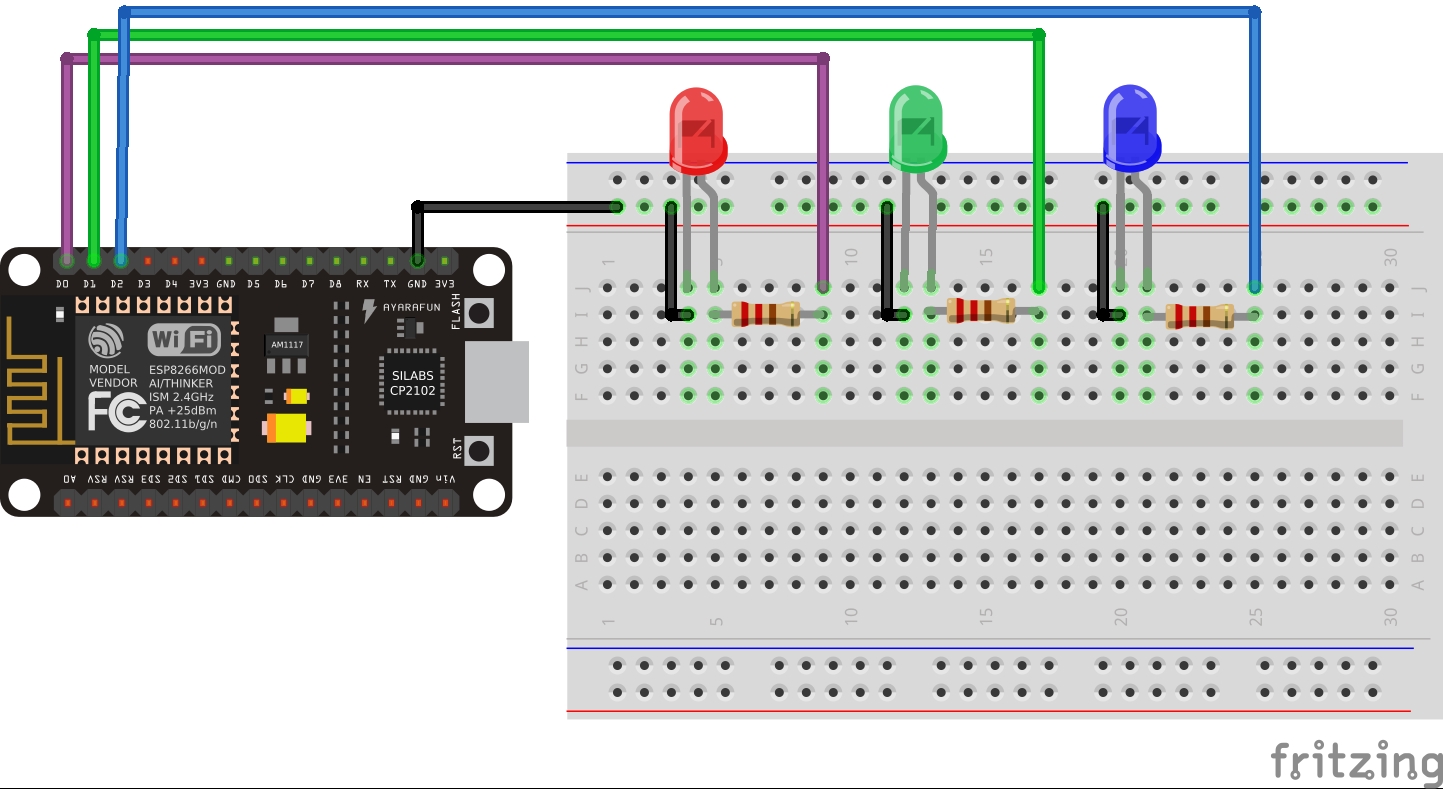 D0 D1 D2 D3 D4 3V3 GND D5 D6 D7 D8 RX TX GND 3V3
AYARAFUN
FLASH
WiFi
MODEL
VENDOR
ESP8266MOD
AI/THINKER
ISM 2.4GHz
PA +25dBm
802.11b/g/n
FC
AM1117
SILABS
CP2102
RST
A0 RSV RSV SD3 SD2 SD1 CMD SD0 CLK GND 3V3 EN RST GND Vin
1 5 10 15 20 25 30
J J
I I
H H
G G
F F
E E
D D
C C
B B
A A
1 5 10 15 20 25 30
fritzing